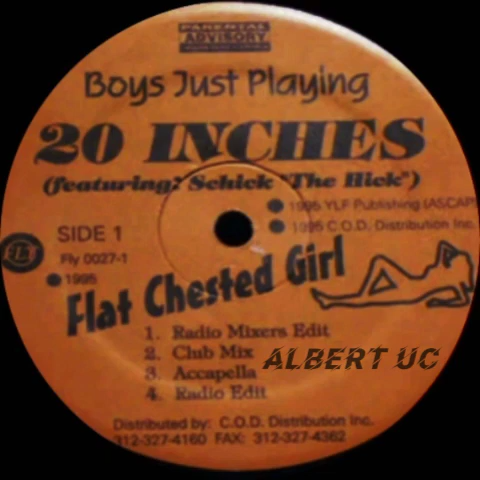 PARENTAL
ADVISORY
Boys Just Playing
20 INCHES
(featuring: Schick "The Hick")
1995 YLF Publishing (ASCAP)
1995 C.O.D. Distribution Inc.
SIDE 1
Fly 0027-1
1995
Flat Chested Girl
1. Radio Mixers Edit
2. Club Mix
3. Accapella
4. Radio Edit
ALBERT UC
Distributed by: C.O.D. Distribution Inc.
312-327-4160 FAX: 312-327-4362